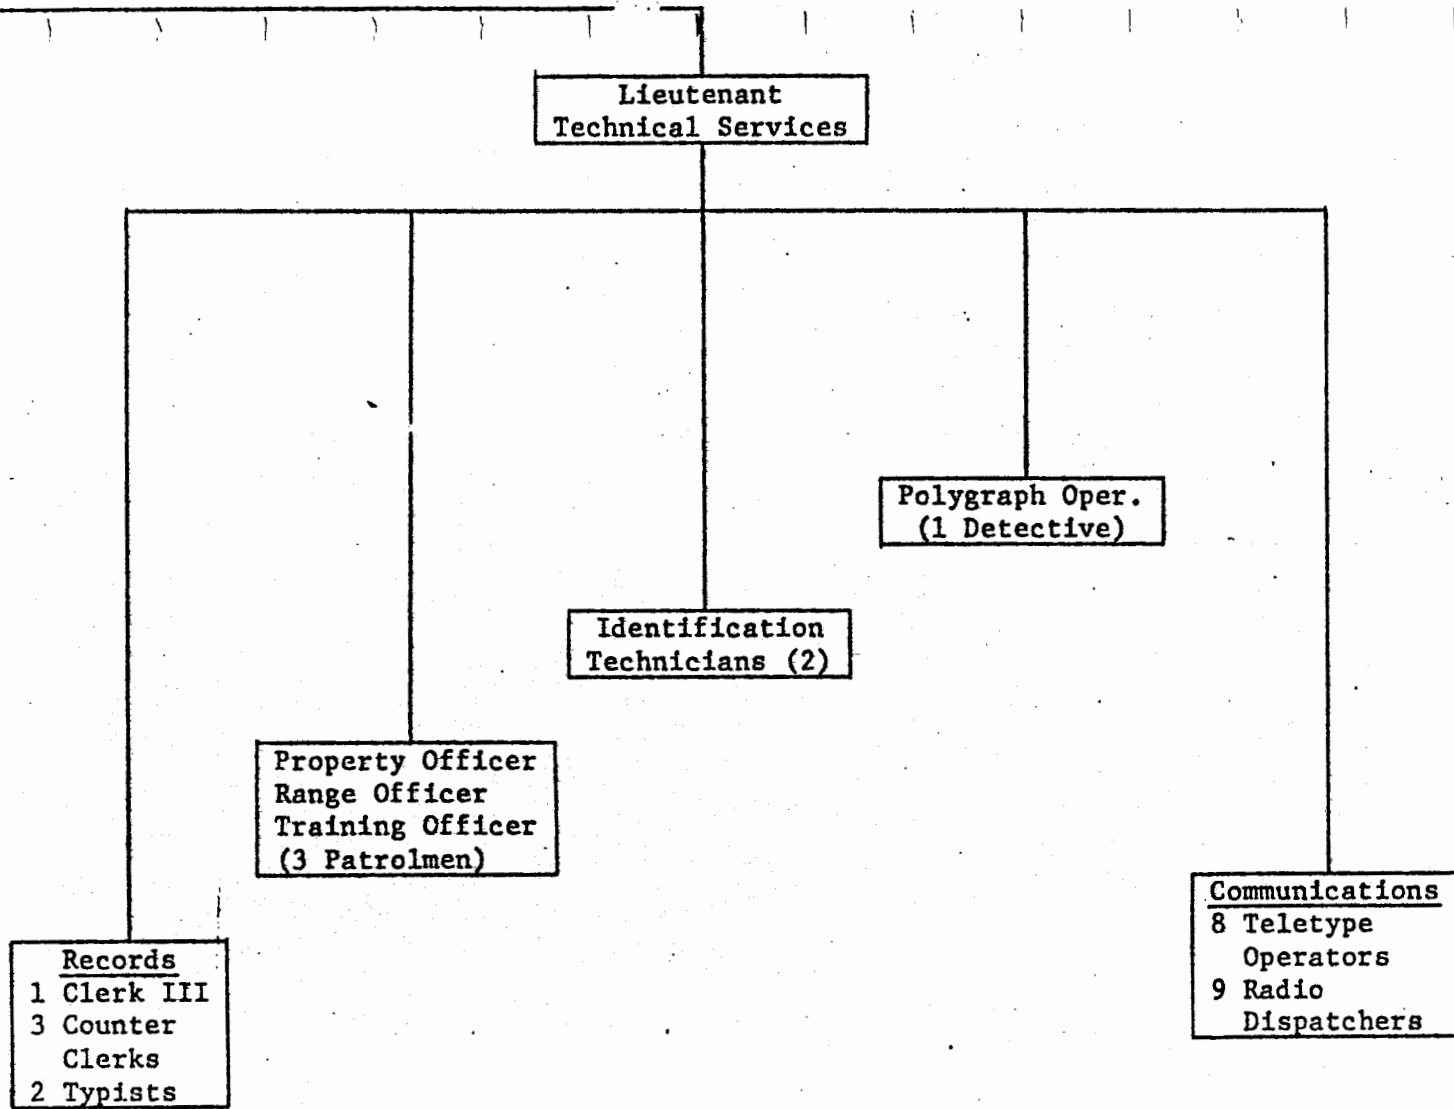 Lieutenant
Technical Services
Polygraph Oper.
(1 Detective)
Identification
Technicians (2)
Property Officer
Range Officer
Training Officer
(3 Patrolmen)
Communications
8 Teletype
Operators
9 Radio
Dispatchers
Records
1 Clerk III
3 Counter
Clerks
2 Typists